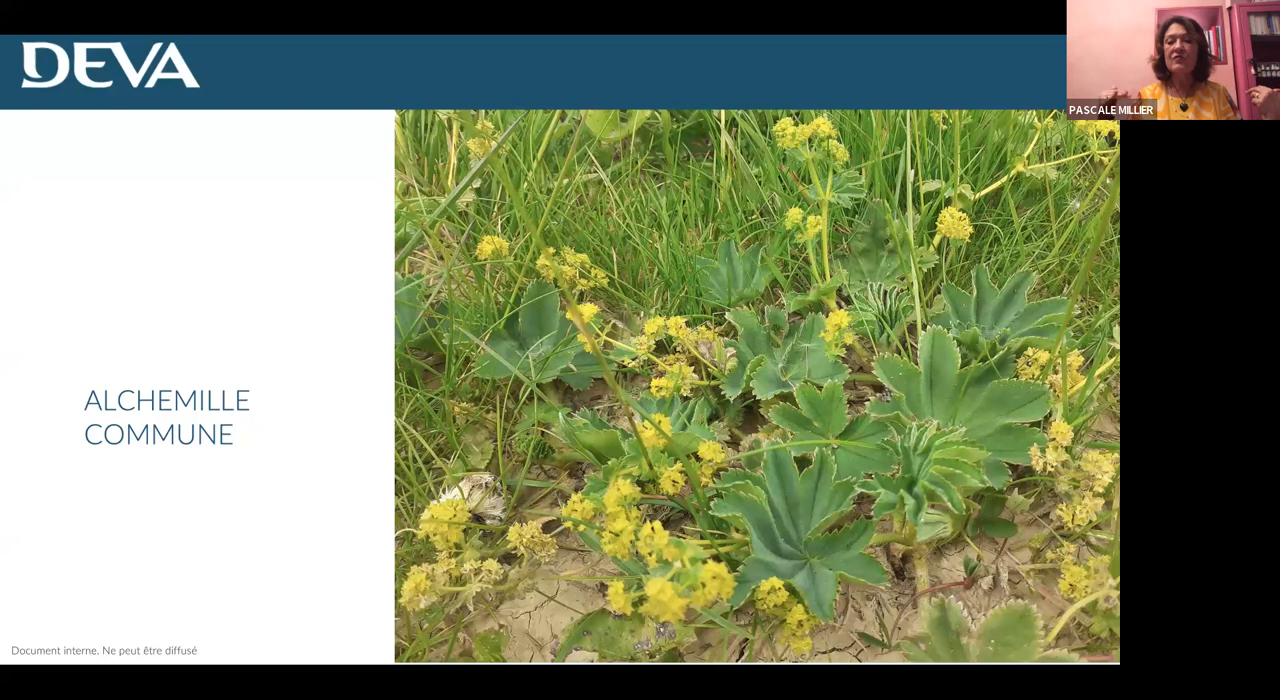 DEVA
PASCALE MILLIER
ALCHEMILLE
COMMUNE
Document interne. Ne peut être diffusé